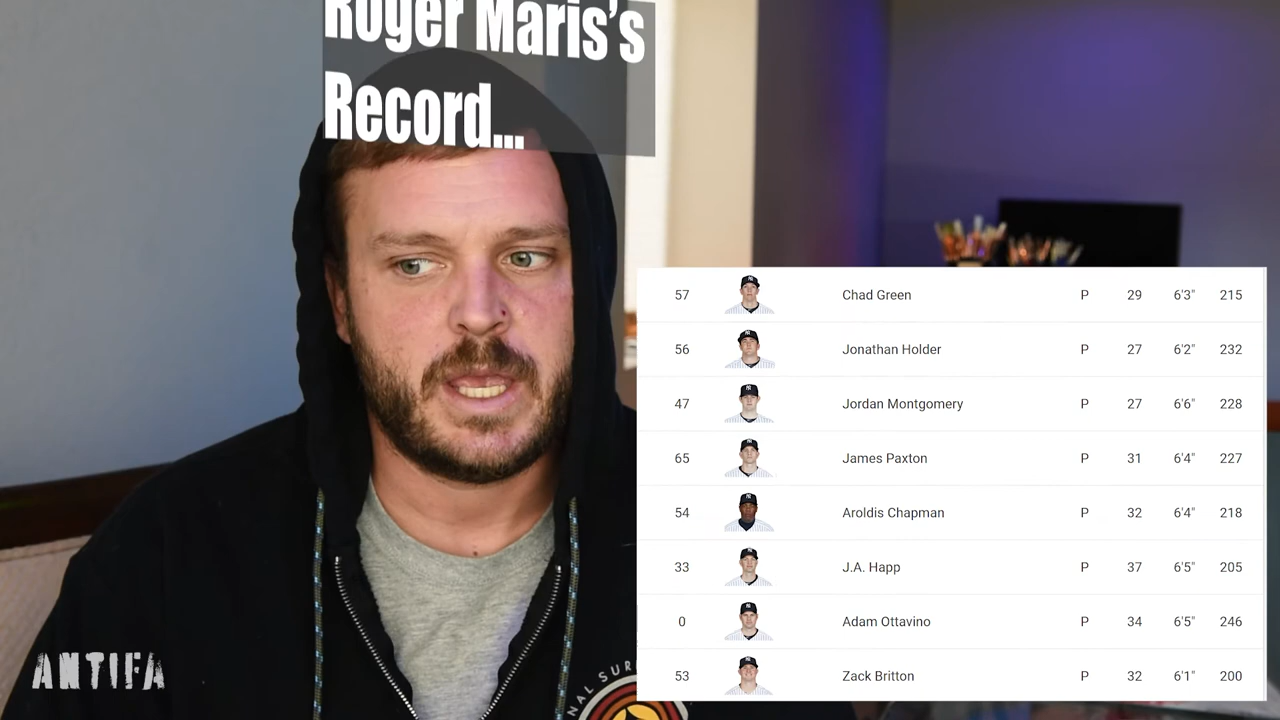 Roger Maris's
Record...
57 Chad Green P 29 6'3" 215
56 Jonathan Holder P 27 6'2" 232
47 Jordan Montgomery P 27 6'6" 228
65 James Paxton P 31 6'4" 227
54 Aroldis Chapman P 32 6'4" 218
33 J.A. Happ P 37 6'5" 205
0 Adam Ottavino P 34 6'5" 246
53 Zack Britton P 32 6'1" 200
ANTIFA
NAL SUR